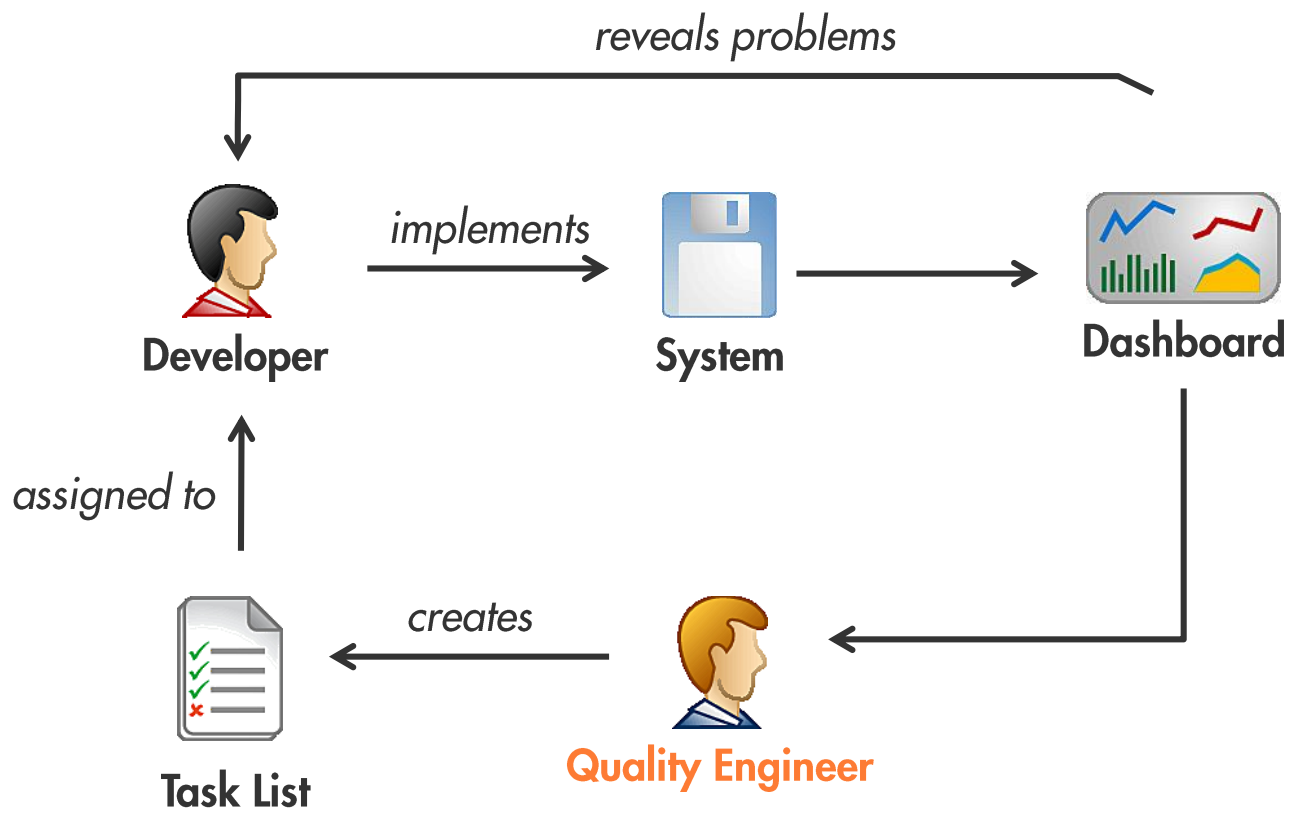 reveals problems
implements
Developer
System
Dashboard
assigned to
creates
Task List
Quality Engineer